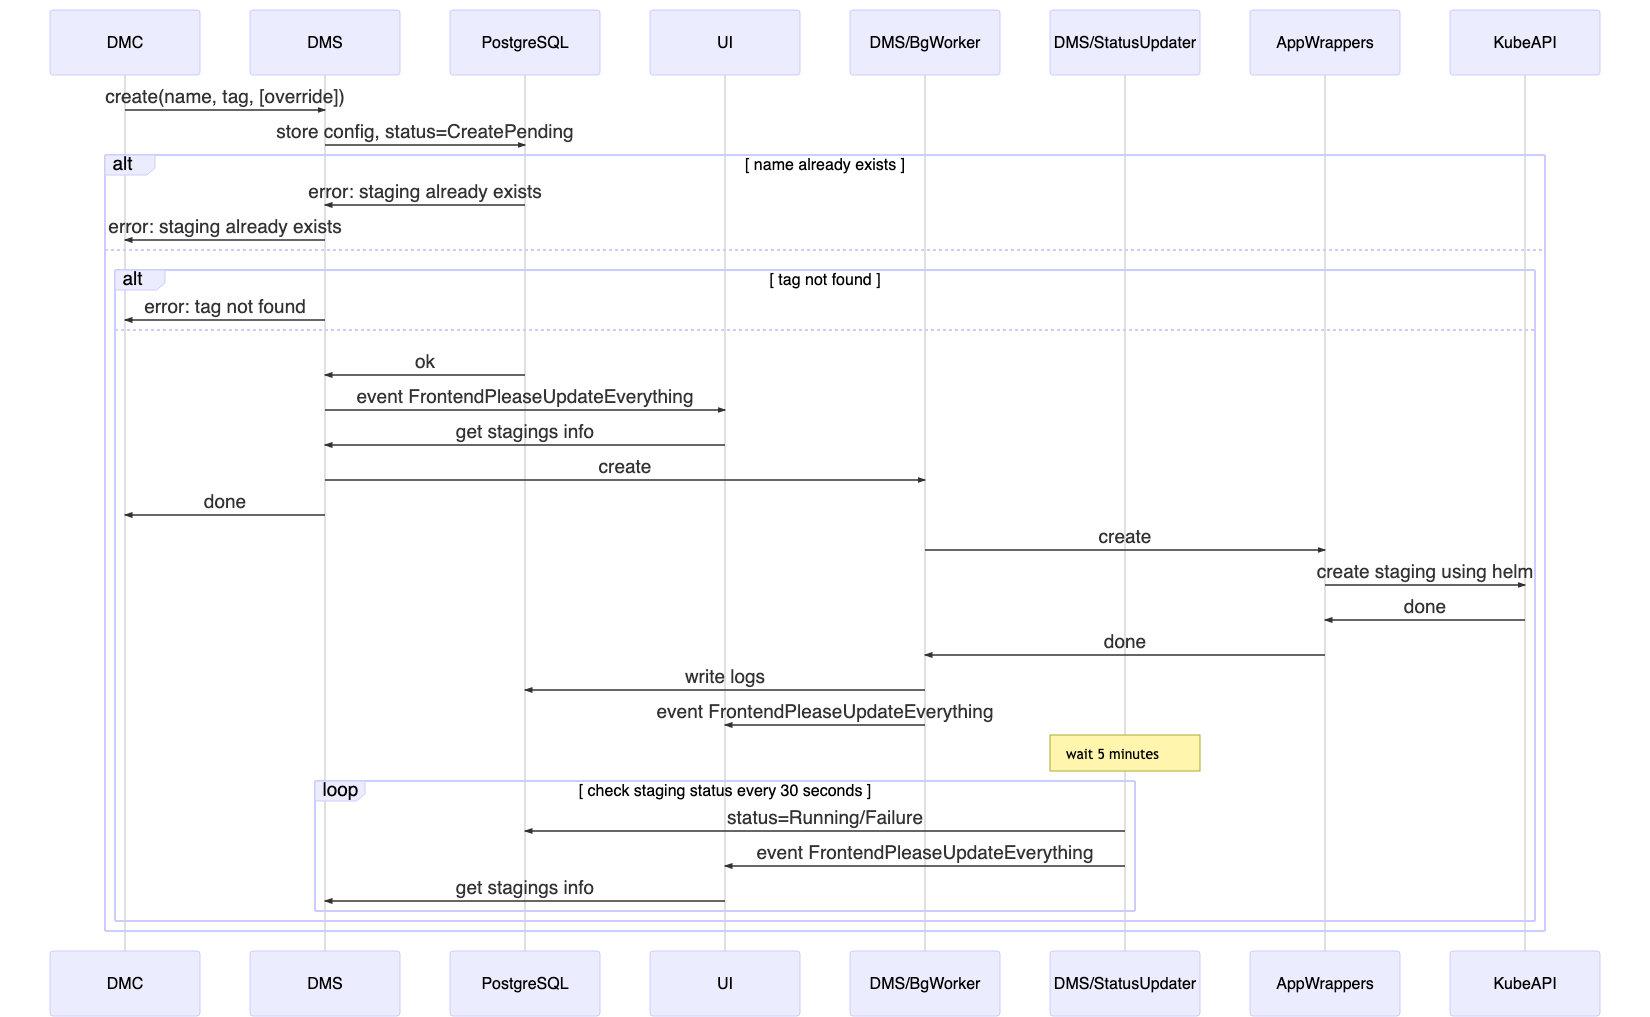 DMC
DMS
PostgreSQL
UI
DMS/BgWorker
DMS/StatusUpdater
AppWrappers
KubeAPI
create(name, tag, [override])
store config, status=CreatePending
alt
[ name already exists ]
error: staging already exists
error: staging already exists
alt
[ tag not found ]
error: tag not found
ok
event FrontendPleaseUpdateEverything
get stagings info
create
done
create
create staging using helm
done
done
write logs
event FrontendPleaseUpdateEverything
wait 5 minutes
loop
[ check staging status every 30 seconds ]
status=Running/Failure
event FrontendPleaseUpdateEverything
get stagings info
DMC
DMS
PostgreSQL
UI
DMS/BgWorker
DMS/StatusUpdater
AppWrappers
KubeAPI